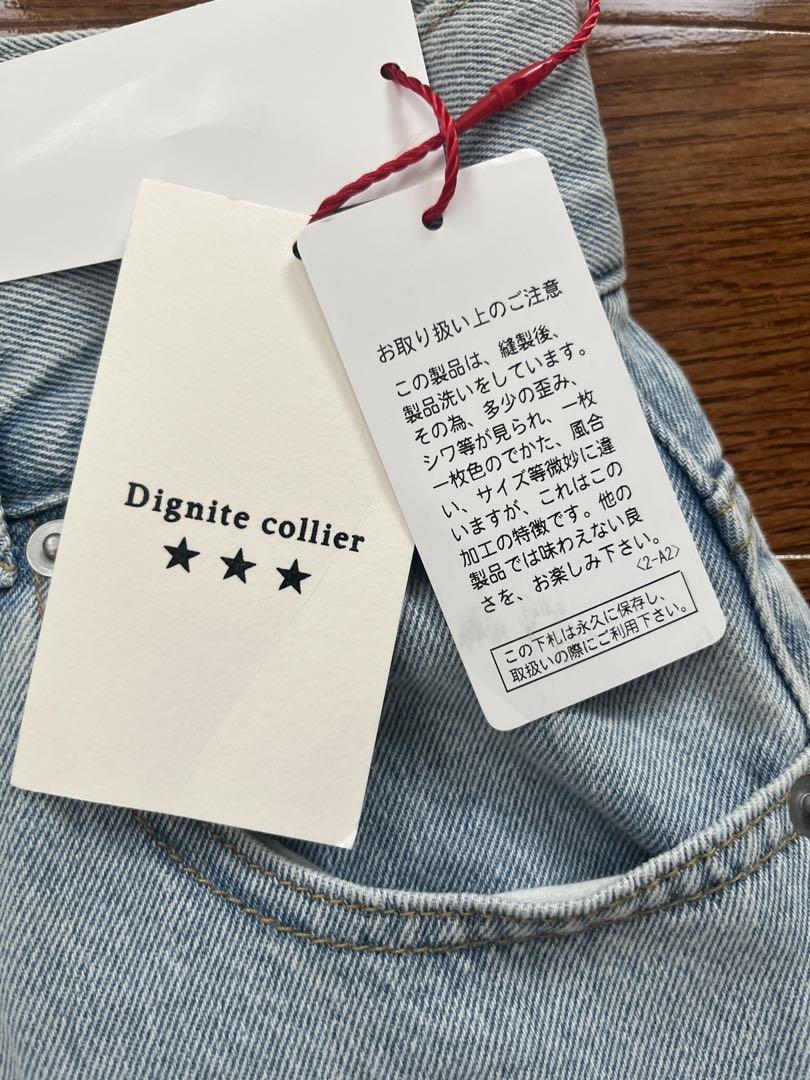 Dignite collier
★ ★ ★
お取り扱い上のご注意
この製品は、縫製後、
製品洗いをしています。
その為、多少の歪み、
シワ等が見られ、一枚
一枚色のでかた、風合
い、サイズ等微妙に違
いますが、これはこの
加工の特徴です。他の
製品では味わえない良
さを、お楽しみ下さい。
〈2-A2〉
この下札は永久に保存し、
取扱いの際にご利用下さい。